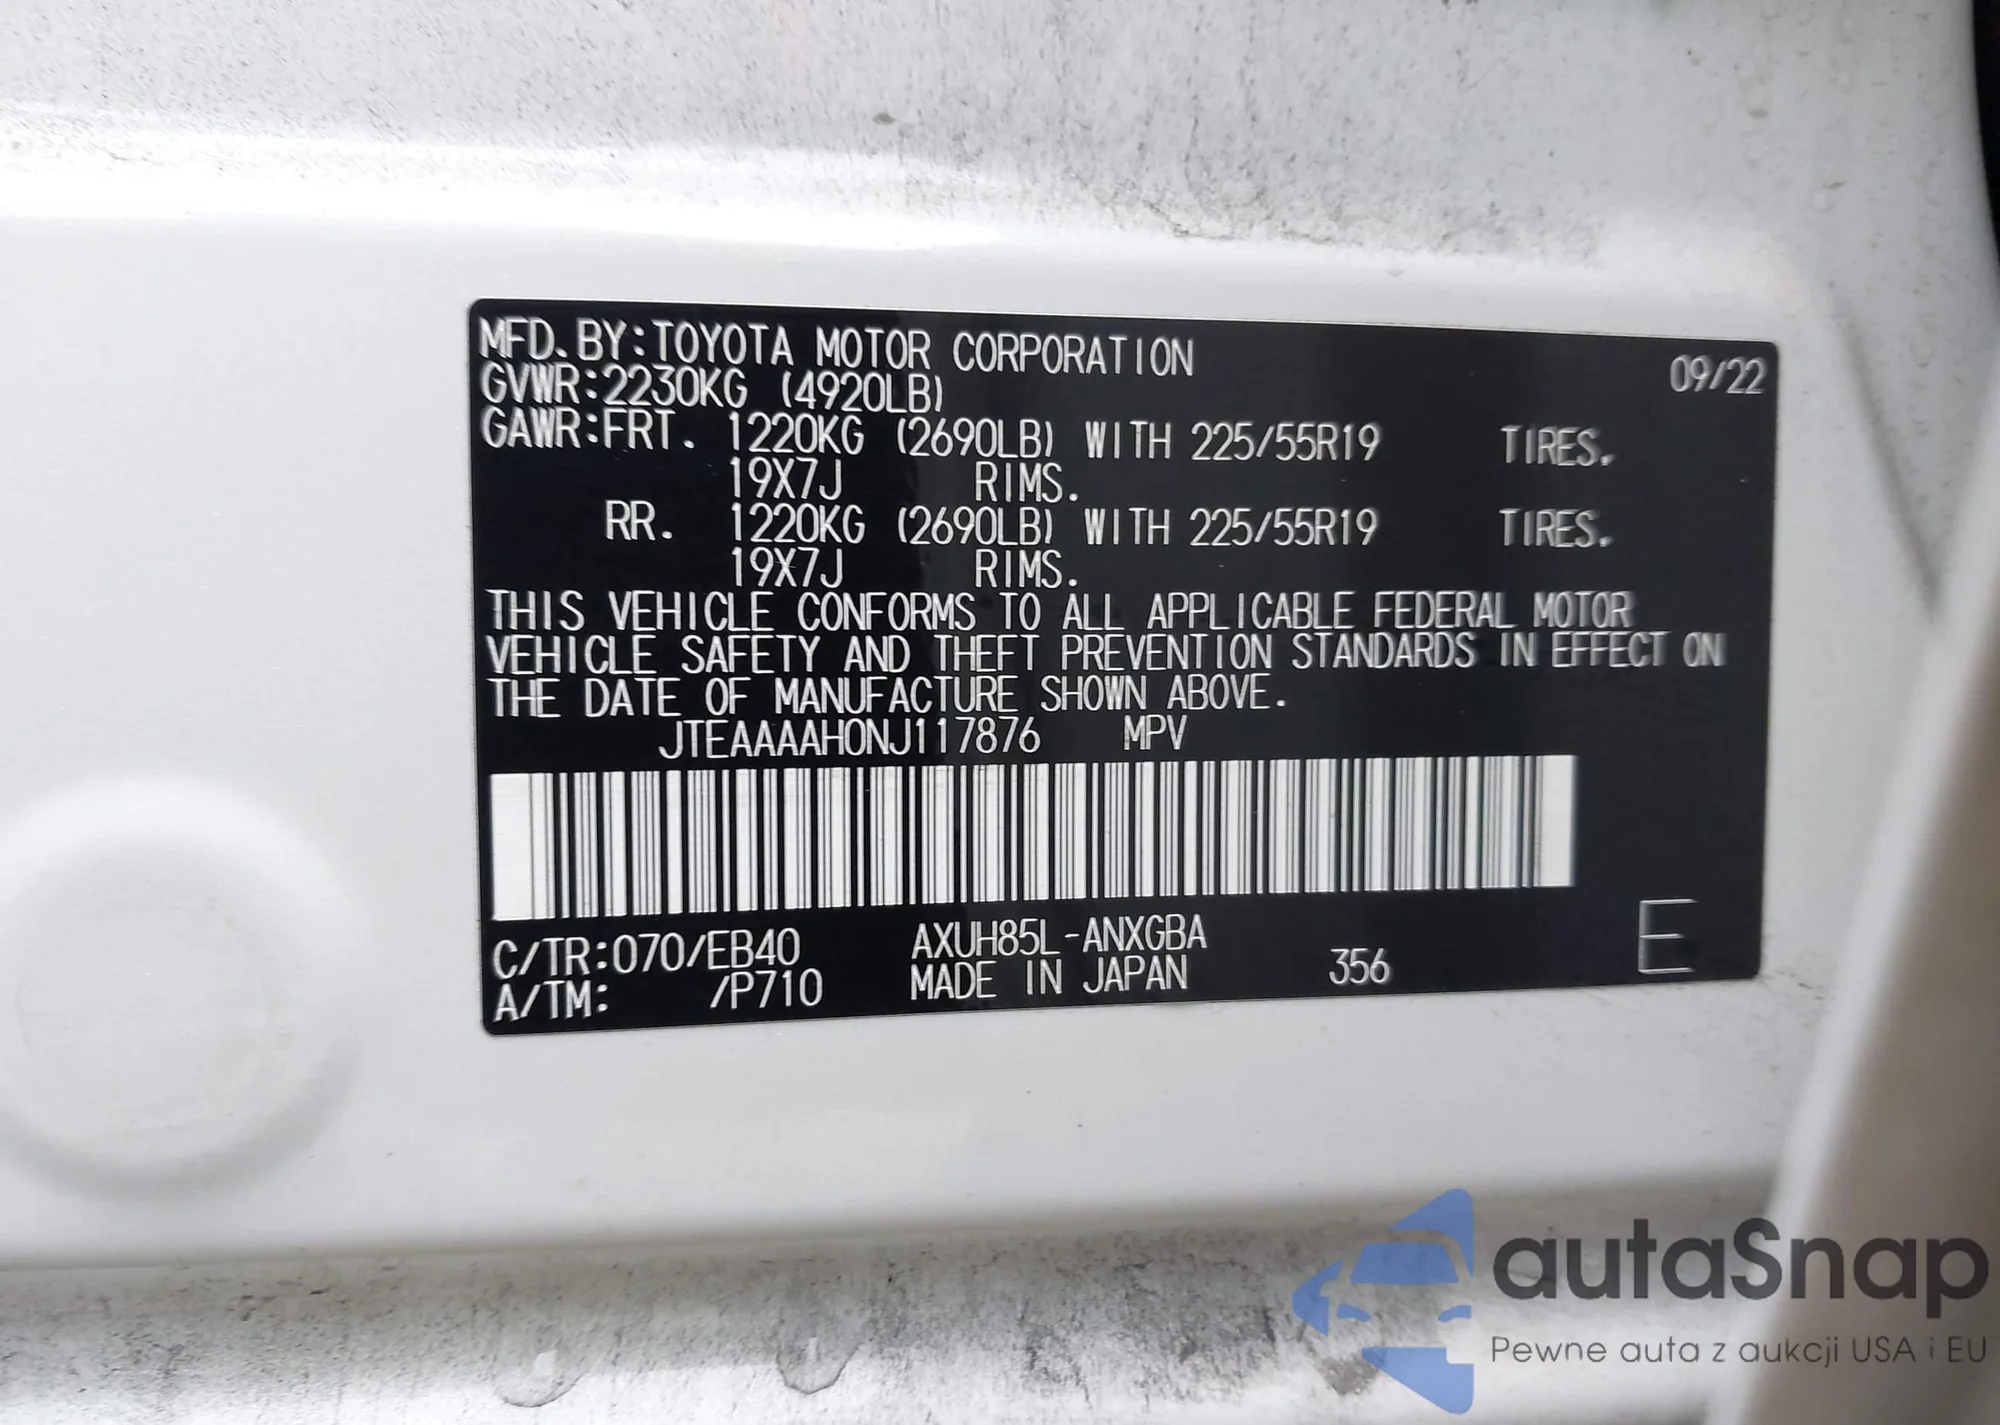 MFD. BY: TOYOTA MOTOR CORPORATION 09/22
GVWR: 2230KG (4920LB)
GAWR: FRT. 1220KG (2690LB) WITH 225/55R19 TIRES.
19X7J RIMS.
RR. 1220KG (2690LB) WITH 225/55R19 TIRES.
19X7J RIMS.
THIS VEHICLE CONFORMS TO ALL APPLICABLE FEDERAL MOTOR
VEHICLE SAFETY AND THEFT PREVENTION STANDARDS IN EFFECT ON
THE DATE OF MANUFACTURE SHOWN ABOVE.
JTEAAAAH0NJ117876 MPV
C/TR: 070/EB40 AXUH85L-ANXGBA
A/TM: /P710 MADE IN JAPAN 356 E
autaSnap
Pewne auta z aukcji USA i EU